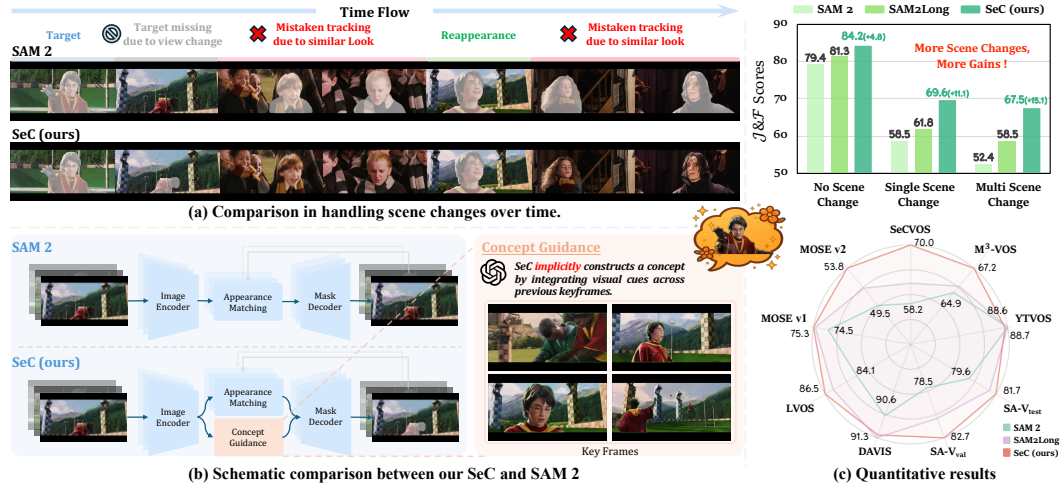 Time Flow
Target
Target missing
due to view change
Mistaken tracking
due to similar Look
Reappearance
Mistaken tracking
due to similar look
SAM 2
SeC (ours)
(a) Comparison in handling scene changes over time.
SAM 2
Image
Encoder
Appearance
Matching
Mask
Decoder
SeC (ours)
Image
Encoder
Appearance
Matching
Concept
Guidance
Mask
Decoder
Concept Guidance
SeC implicitly constructs a concept
by integrating visual cues across
previous keyframes.
Key Frames
(b) Schematic comparison between our SeC and SAM 2
SAM 2
SAM2Long
SeC (ours)
J&F Scores
90
80
70
60
50
79.4
81.3
84.2(+4.8)
58.5
61.8
69.6(+11.1)
52.4
58.5
67.5(+15.1)
More Scene Changes,
More Gains !
No Scene
Change
Single Scene
Change
Multi Scene
Change
SeCVOS
70.0
58.2
M³-VOS
67.2
64.9
YTVOS
88.6
88.7
SA-Vtest
81.7
79.6
SA-Vval
82.7
78.5
DAVIS
91.3
90.6
LVOS
86.5
84.1
MOSE v1
75.3
74.5
MOSE v2
53.8
49.5
SAM 2
SAM2Long
SeC (ours)
(c) Quantitative results